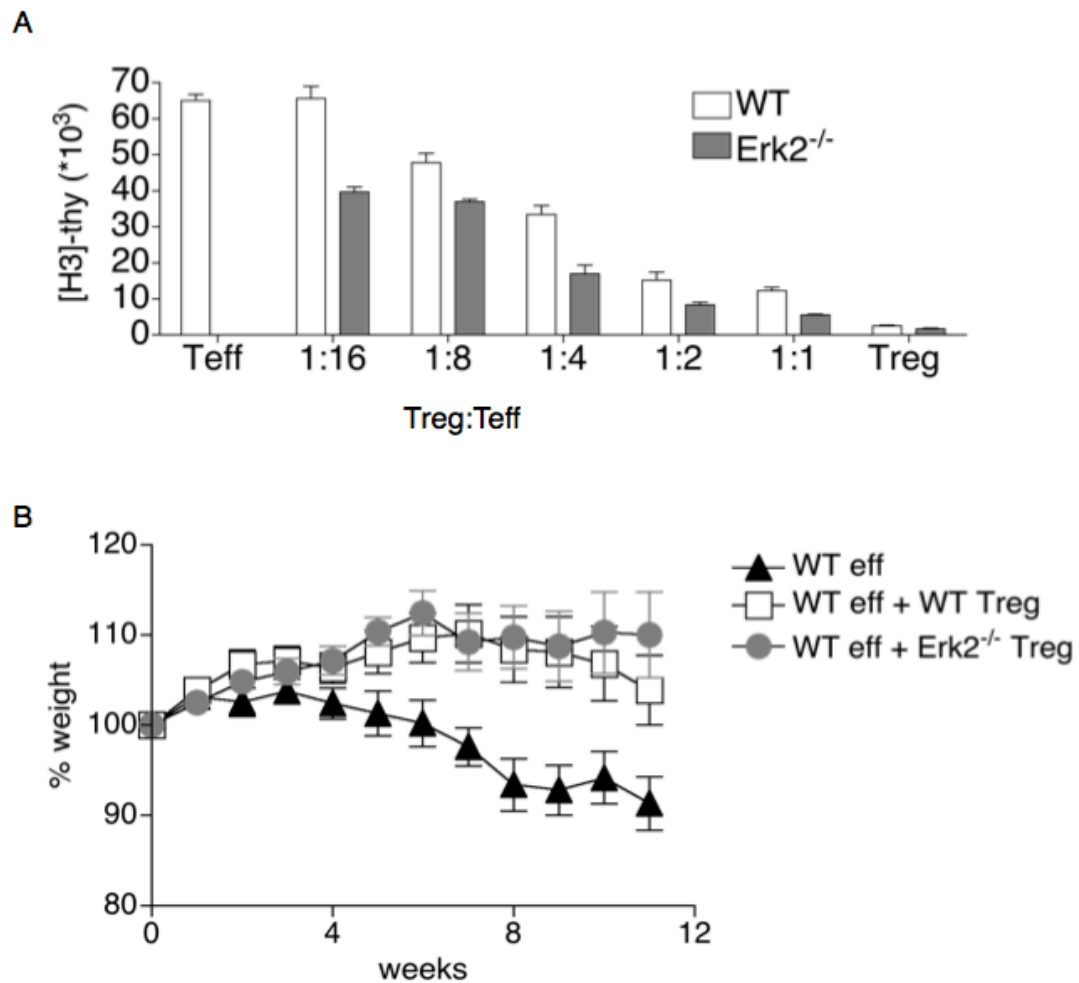 A
[H3]-thy (*10³)
70
60
50
40
30
20
10
0
WT
Erk2⁻/⁻
Teff 1:16 1:8 1:4 1:2 1:1 Treg
Treg:Teff
B
% weight
120
110
100
90
80
WT eff
WT eff + WT Treg
WT eff + Erk2⁻/⁻ Treg
0 4 8 12
weeks